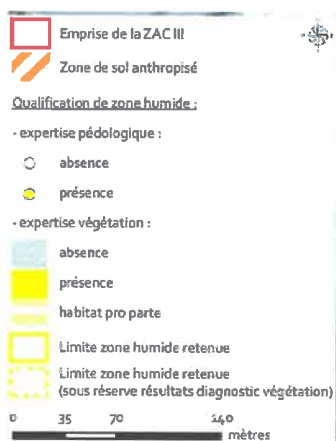 Emprise de la ZAC III
Zone de sol anthropisé
Qualification de zone humide :
- expertise pédologique :
absence
présence
- expertise végétation :
absence
présence
habitat pro parte
Limite zone humide retenue
Limite zone humide retenue
(sous réserve résultats diagnostic végétation)
0 35 70 140
mètres